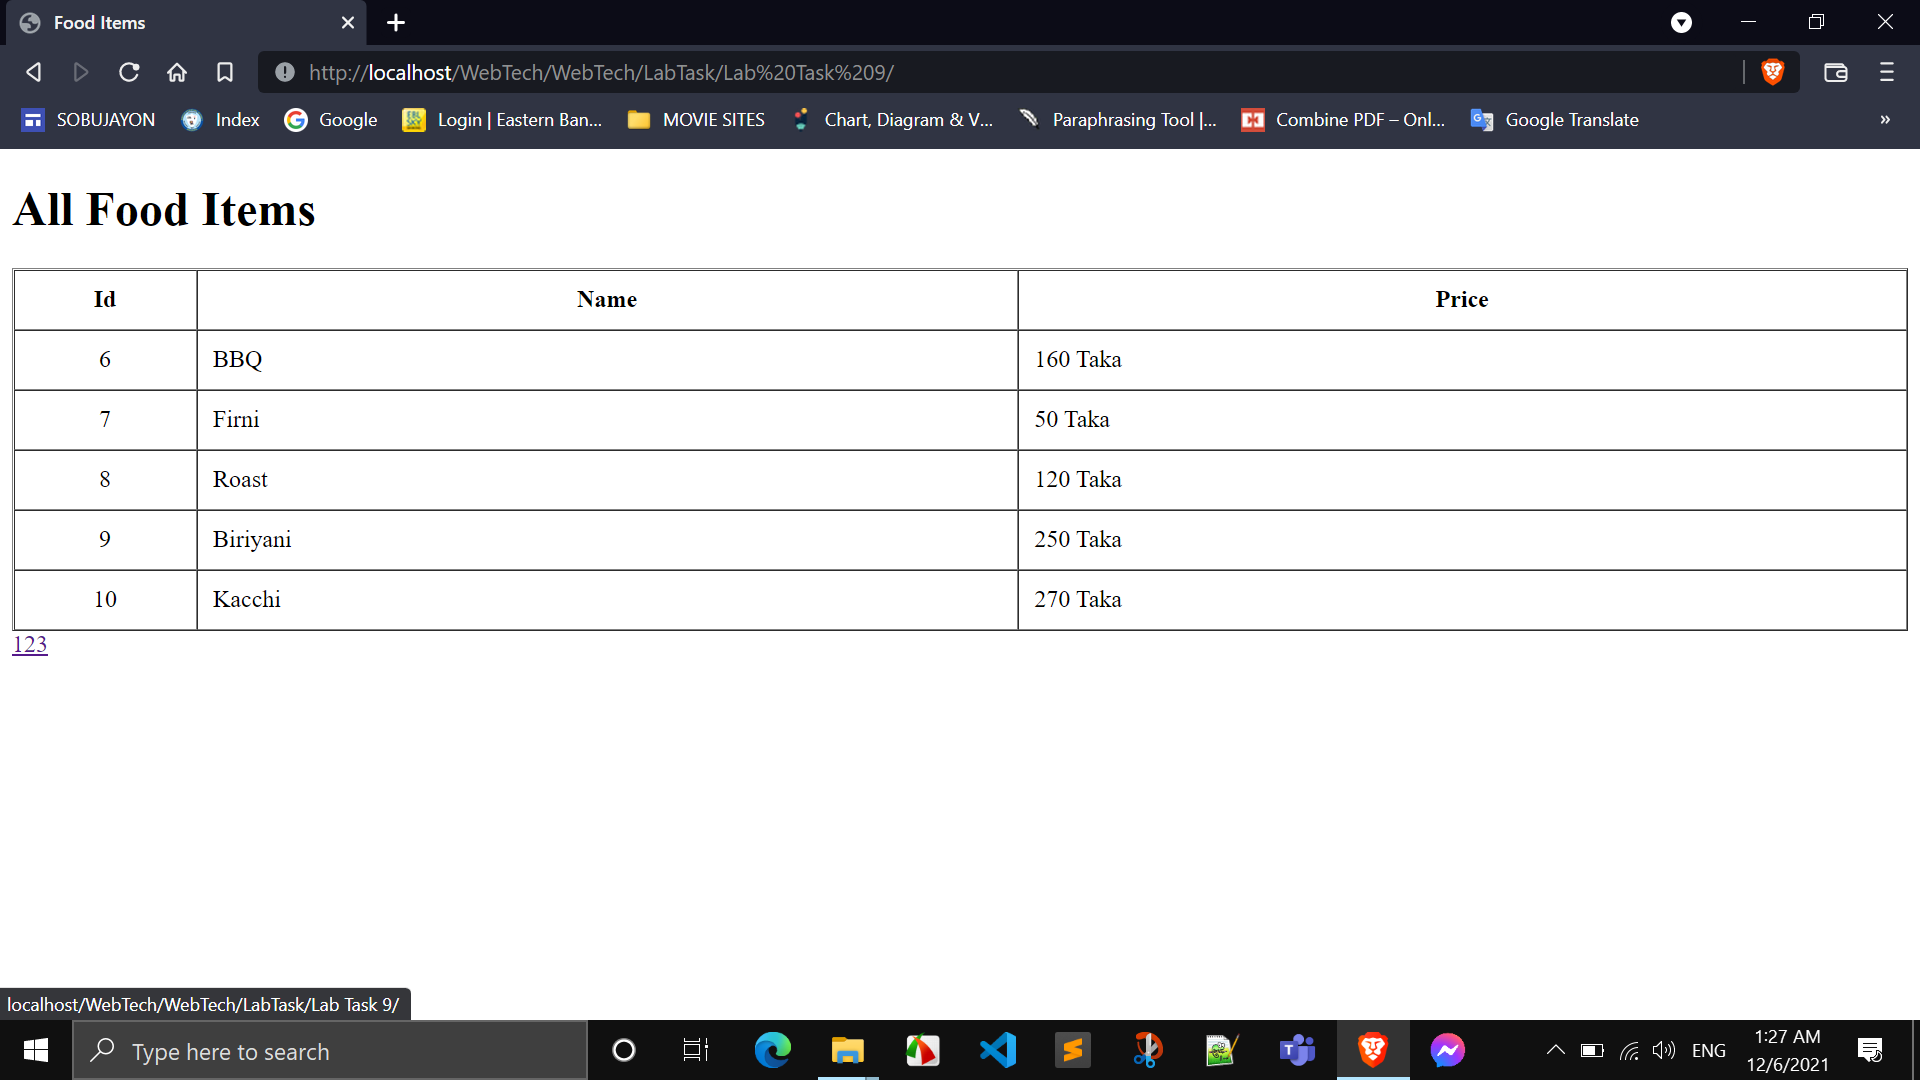 Food Items
http://localhost/WebTech/WebTech/LabTask/Lab%20Task%209/
SOBUJAYON Index Google Login | Eastern Ban... MOVIE SITES Chart, Diagram & V... Paraphrasing Tool |... Combine PDF – Onl... Google Translate »
All Food Items
Id Name Price
6 BBQ 160 Taka
7 Firni 50 Taka
8 Roast 120 Taka
9 Biriyani 250 Taka
10 Kacchi 270 Taka
123
localhost/WebTech/WebTech/LabTask/Lab Task 9/
Type here to search
ENG
1:27 AM
12/6/2021